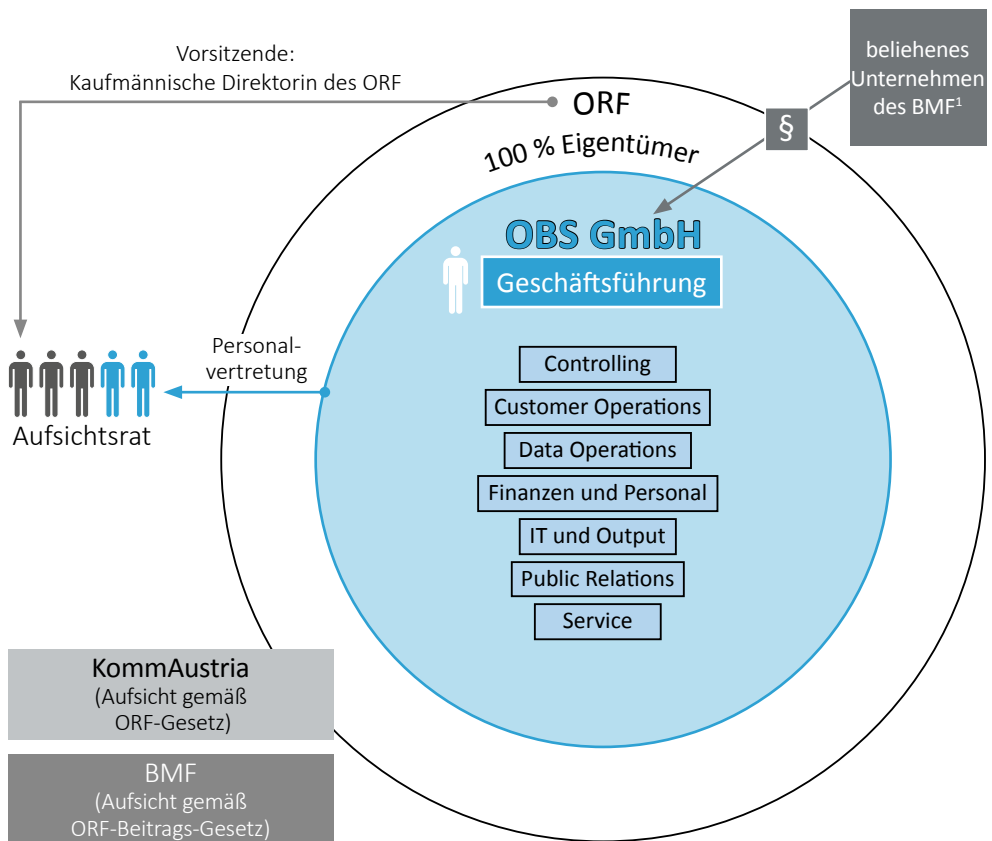 Vorsitzende:
Kaufmännische Direktorin des ORF
beliehenes
Unternehmen
des BMF¹
§
ORF
100 % Eigentümer
OBS GmbH
Geschäftsführung
Personal-
vertretung
Aufsichtsrat
Controlling
Customer Operations
Data Operations
Finanzen und Personal
IT und Output
Public Relations
Service
KommAustria
(Aufsicht gemäß
ORF-Gesetz)
BMF
(Aufsicht gemäß
ORF-Beitrags-Gesetz)